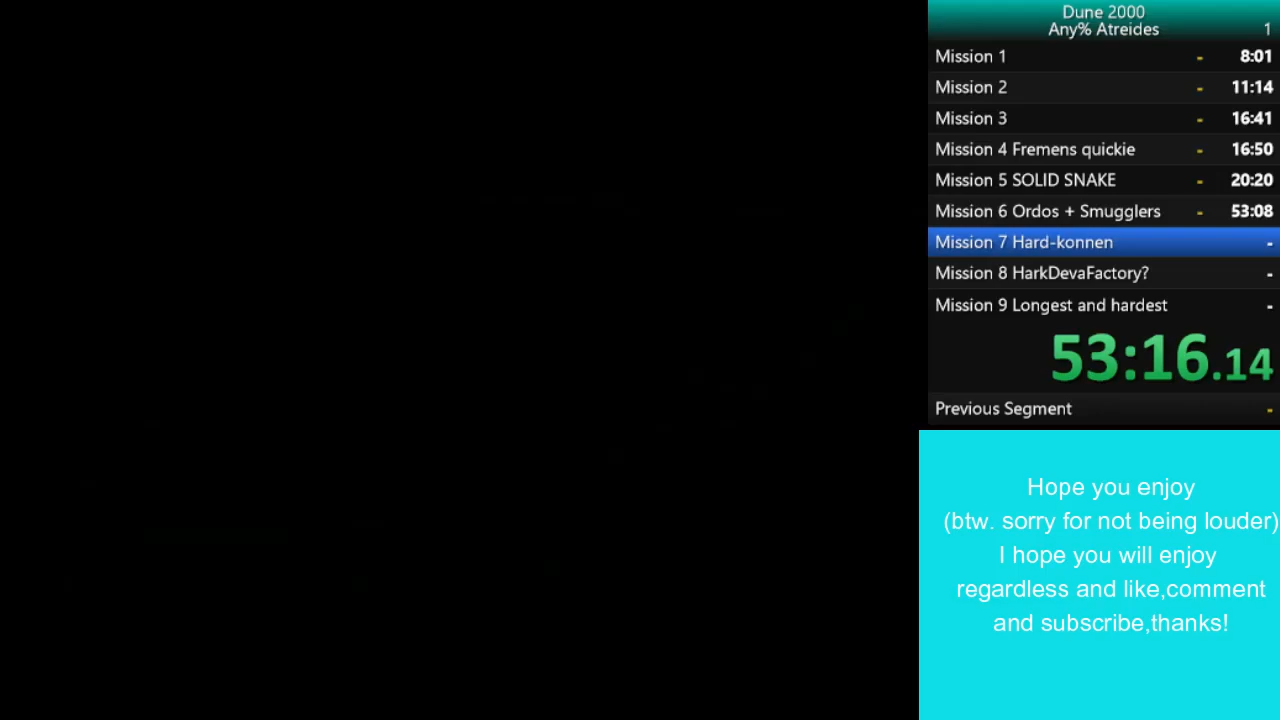 Dune 2000
Any% Atreides 1
Mission 1 - 8:01
Mission 2 - 11:14
Mission 3 - 16:41
Mission 4 Fremens quickie - 16:50
Mission 5 SOLID SNAKE - 20:20
Mission 6 Ordos + Smugglers - 53:08
Mission 7 Hard-konnen -
Mission 8 HarkDevaFactory? -
Mission 9 Longest and hardest -
53:16.14
Previous Segment -
Hope you enjoy
(btw. sorry for not being louder)
I hope you will enjoy
regardless and like,comment
and subscribe,thanks!